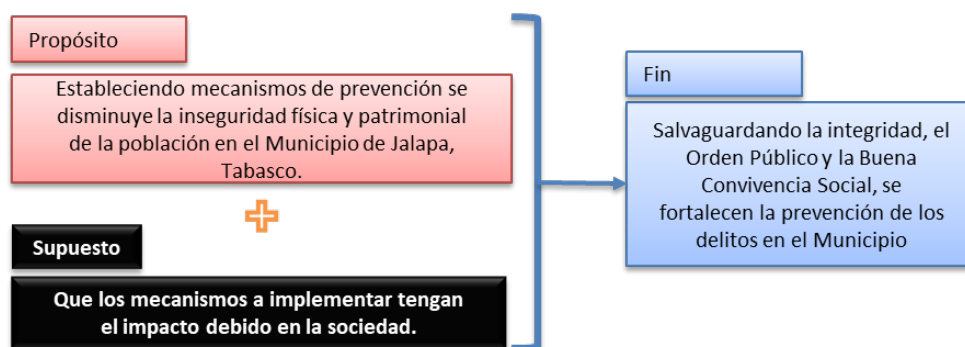 Propósito
Estableciendo mecanismos de prevención se
disminuye la inseguridad física y patrimonial
de la población en el Municipio de Jalapa,
Tabasco.
Supuesto
Que los mecanismos a implementar tengan
el impacto debido en la sociedad.
Fin
Salvaguardando la integridad, el
Orden Público y la Buena
Convivencia Social, se
fortalecen la prevención de los
delitos en el Municipio